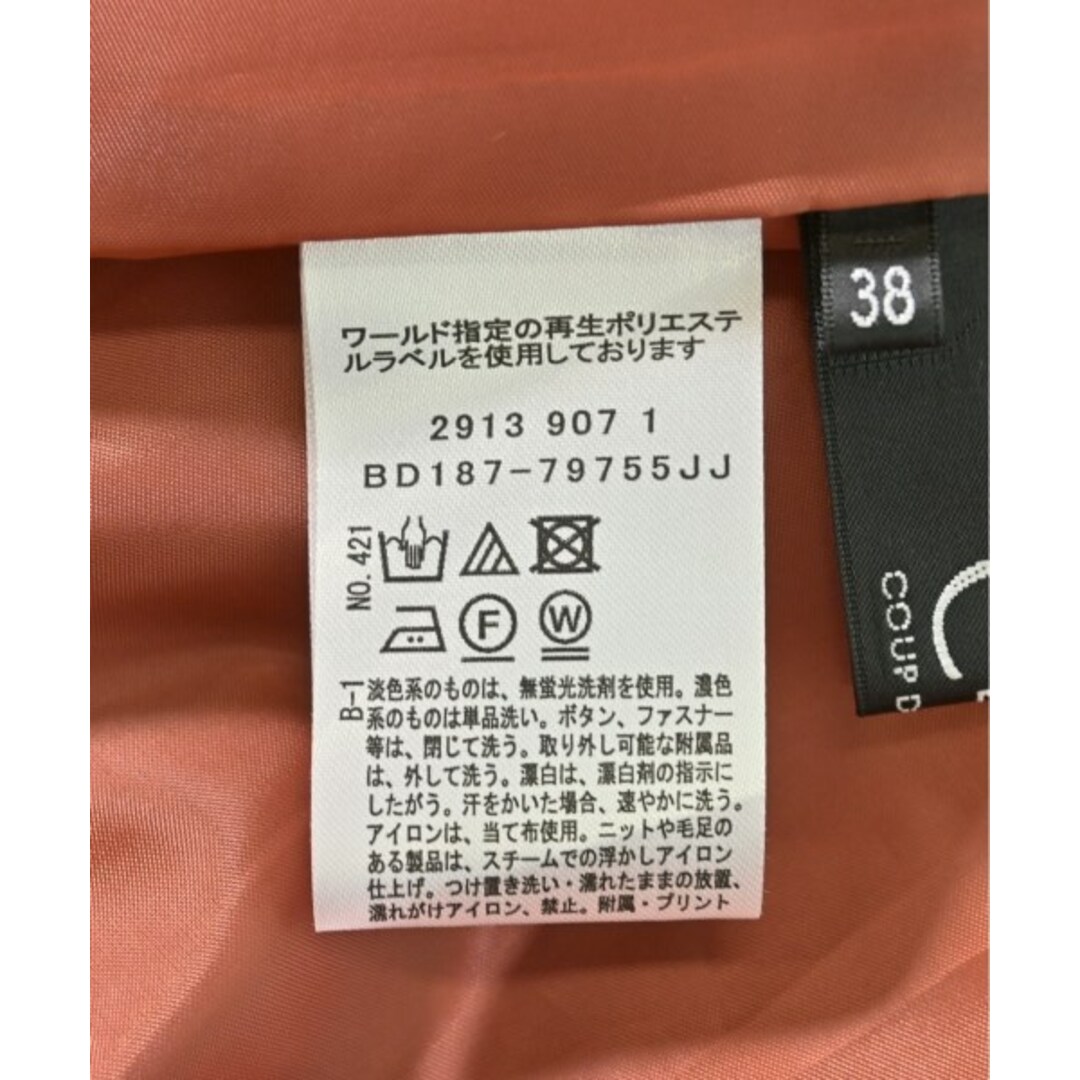 ワールド指定の再生ポリエステ
ルラベルを使用しております
2913 907 1
BD187-79755JJ
NO.421
F
W
B-1
淡色系のものは、無蛍光洗剤を使用。濃色
系のものは単品洗い。ボタン、ファスナー
等は、閉じて洗う。取り外し可能な附属品
は、外して洗う。漂白は、漂白剤の指示に
したがう。汗をかいた場合、速やかに洗う。
アイロンは、当て布使用。ニットや毛足の
ある製品は、スチームでの浮かしアイロン
仕上げ。つけ置き洗い・濡れたままの放置、
濡れがけアイロン、禁止。附属・プリント
38
COUP D